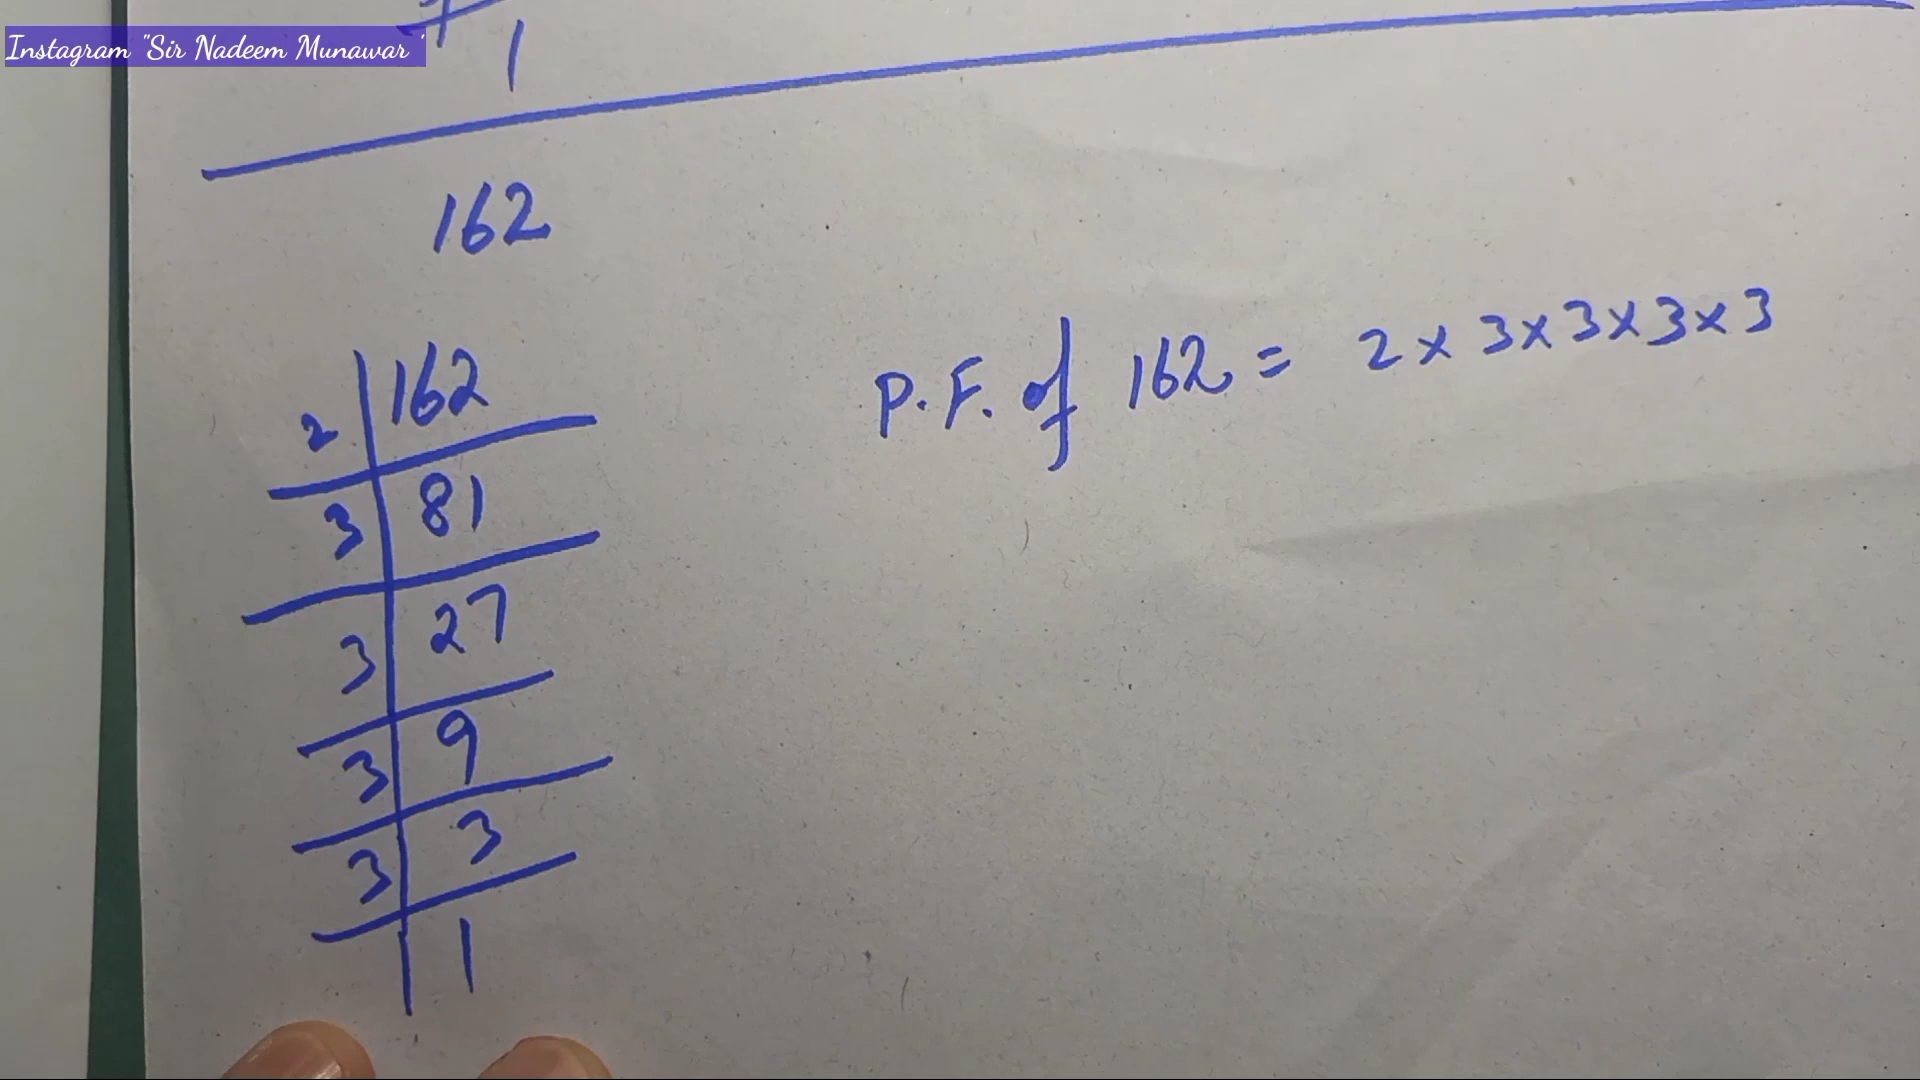 Instagram "Sir Nadeem Munawar"
1
162
2 | 162
3 | 81
3 | 27
3 | 9
3 | 3
1
P.F. of 162 = 2 × 3 × 3 × 3 × 3